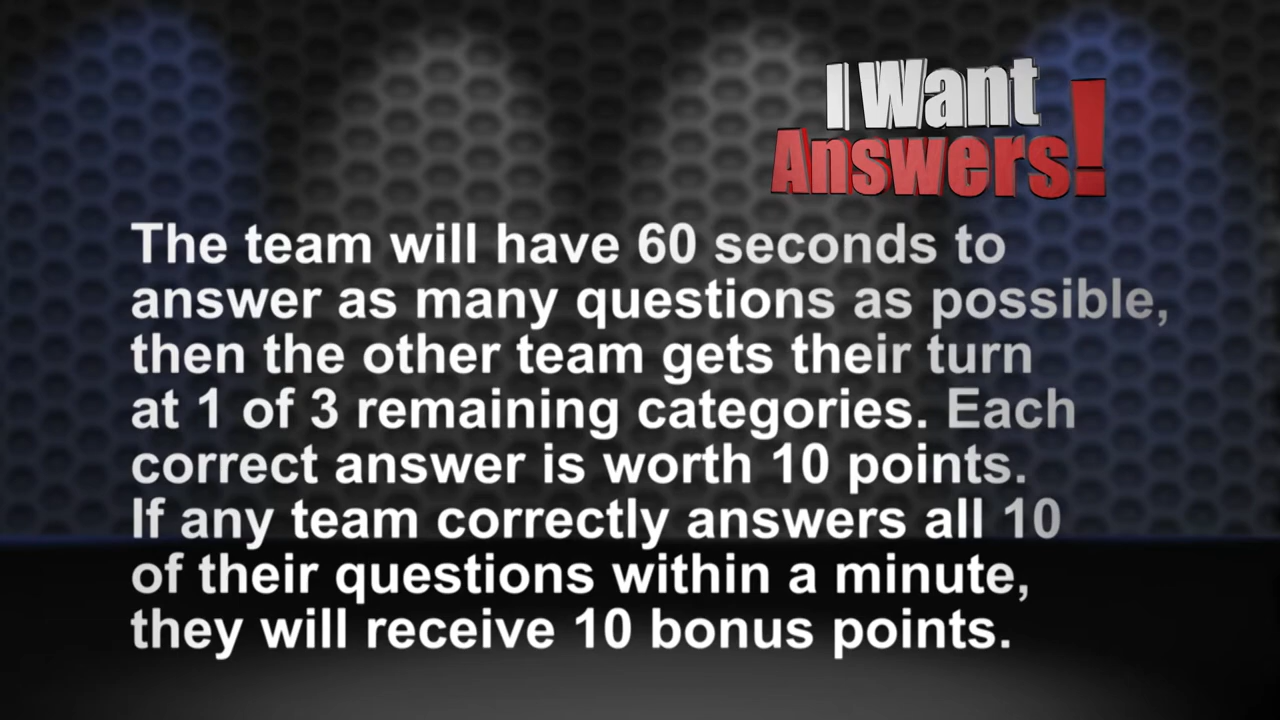 I Want
Answers!
The team will have 60 seconds to
answer as many questions as possible,
then the other team gets their turn
at 1 of 3 remaining categories. Each
correct answer is worth 10 points.
If any team correctly answers all 10
of their questions within a minute,
they will receive 10 bonus points.